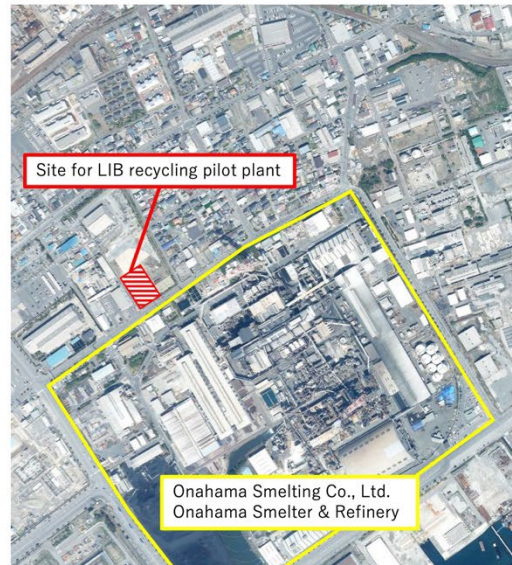 Site for LIB recycling pilot plant
Onahama Smelting Co., Ltd.
Onahama Smelter & Refinery